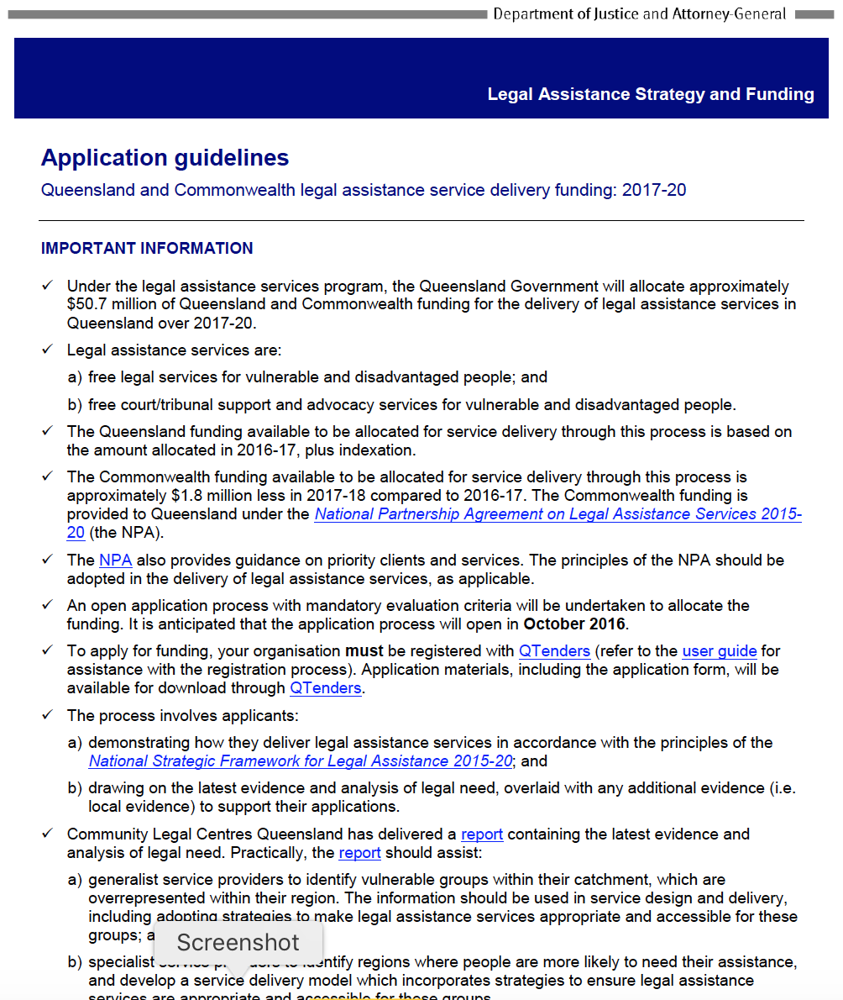 Department of Justice and Attorney-General
Legal Assistance Strategy and Funding
Application guidelines
Queensland and Commonwealth legal assistance service delivery funding: 2017-20
IMPORTANT INFORMATION
✓ Under the legal assistance services program, the Queensland Government will allocate approximately
$50.7 million of Queensland and Commonwealth funding for the delivery of legal assistance services in
Queensland over 2017-20.
✓ Legal assistance services are:
a) free legal services for vulnerable and disadvantaged people; and
b) free court/tribunal support and advocacy services for vulnerable and disadvantaged people.
✓ The Queensland funding available to be allocated for service delivery through this process is based on
the amount allocated in 2016-17, plus indexation.
✓ The Commonwealth funding available to be allocated for service delivery through this process is
approximately $1.8 million less in 2017-18 compared to 2016-17. The Commonwealth funding is
provided to Queensland under the National Partnership Agreement on Legal Assistance Services 2015-
20 (the NPA).
✓ The NPA also provides guidance on priority clients and services. The principles of the NPA should be
adopted in the delivery of legal assistance services, as applicable.
✓ An open application process with mandatory evaluation criteria will be undertaken to allocate the
funding. It is anticipated that the application process will open in October 2016.
✓ To apply for funding, your organisation must be registered with QTenders (refer to the user guide for
assistance with the registration process). Application materials, including the application form, will be
available for download through QTenders.
✓ The process involves applicants:
a) demonstrating how they deliver legal assistance services in accordance with the principles of the
National Strategic Framework for Legal Assistance 2015-20; and
b) drawing on the latest evidence and analysis of legal need, overlaid with any additional evidence (i.e.
local evidence) to support their applications.
✓ Community Legal Centres Queensland has delivered a report containing the latest evidence and
analysis of legal need. Practically, the report should assist:
a) generalist service providers to identify vulnerable groups within their catchment, which are
overrepresented within their region. The information should be used in service design and delivery,
including adopting strategies to make legal assistance services appropriate and accessible for these
groups; a
Screenshot
b) specialist identify regions where people are more likely to need their assistance,
and develop a service delivery model which incorporates strategies to ensure legal assistance
services are appropriate and accessible for these groups